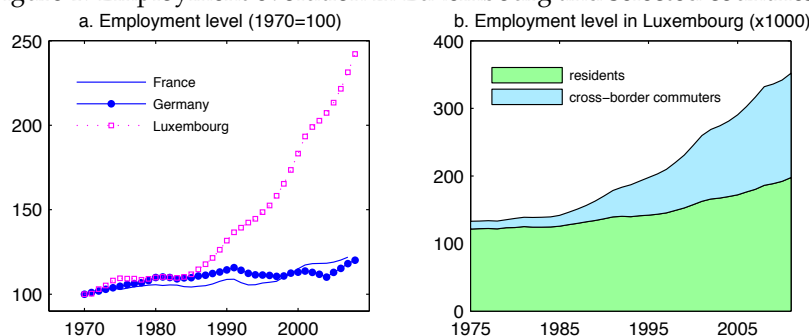 a. Employment level (1970=100)
250
200
150
100
1970
1980
1990
2000
France
Germany
Luxembourg
b. Employment level in Luxembourg (x1000)
400
300
200
100
0
1975
1985
1995
2005
residents
cross−border commuters